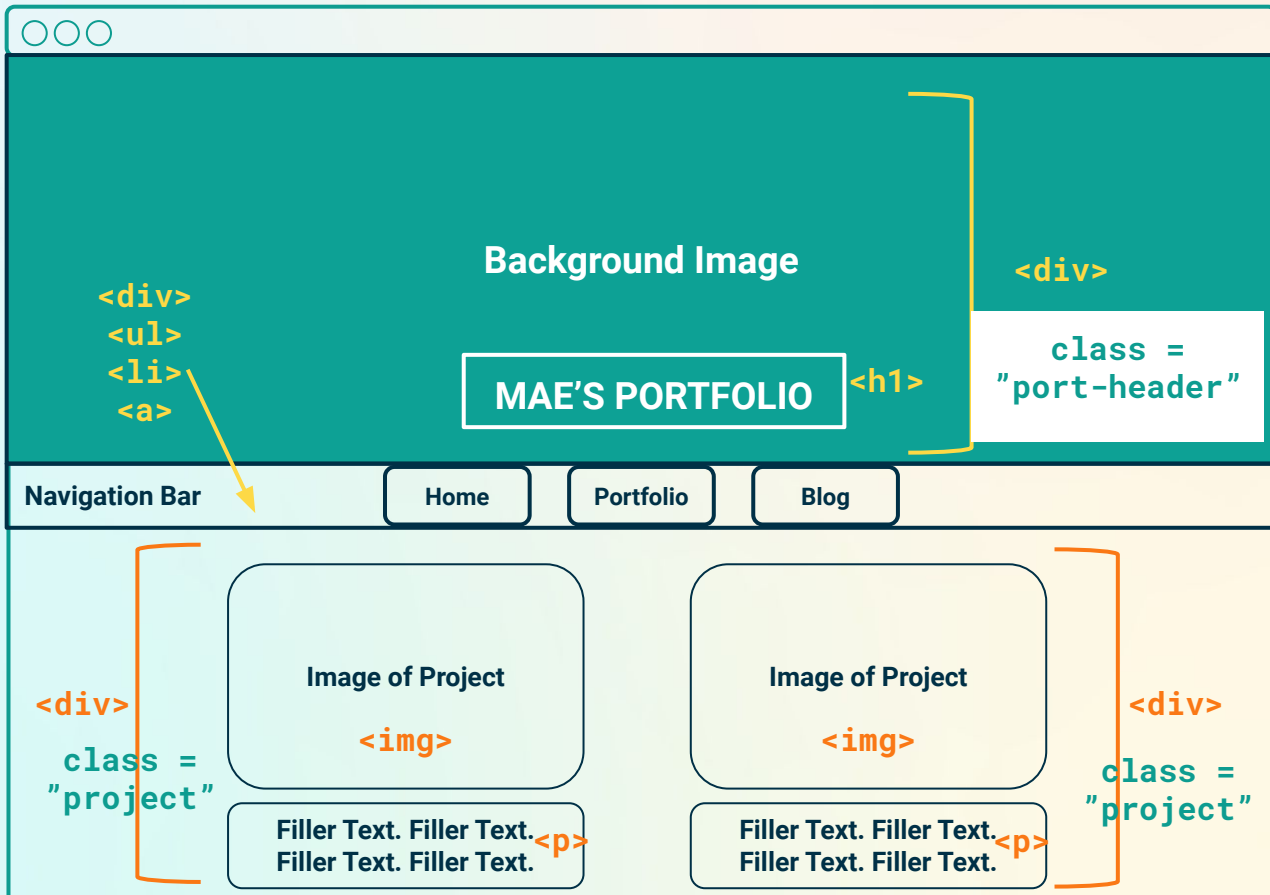 Background Image
<div>
<div>
<ul>
<li>
<a>
class =
”port-header”
MAE’S PORTFOLIO
<h1>
Navigation Bar
Home
Portfolio
Blog
Image of Project
<img>
<div>
class =
”project”
Filler Text. Filler Text.
Filler Text. Filler Text.
<p>
Image of Project
<img>
<div>
class =
”project”
Filler Text. Filler Text.
Filler Text. Filler Text.
<p>